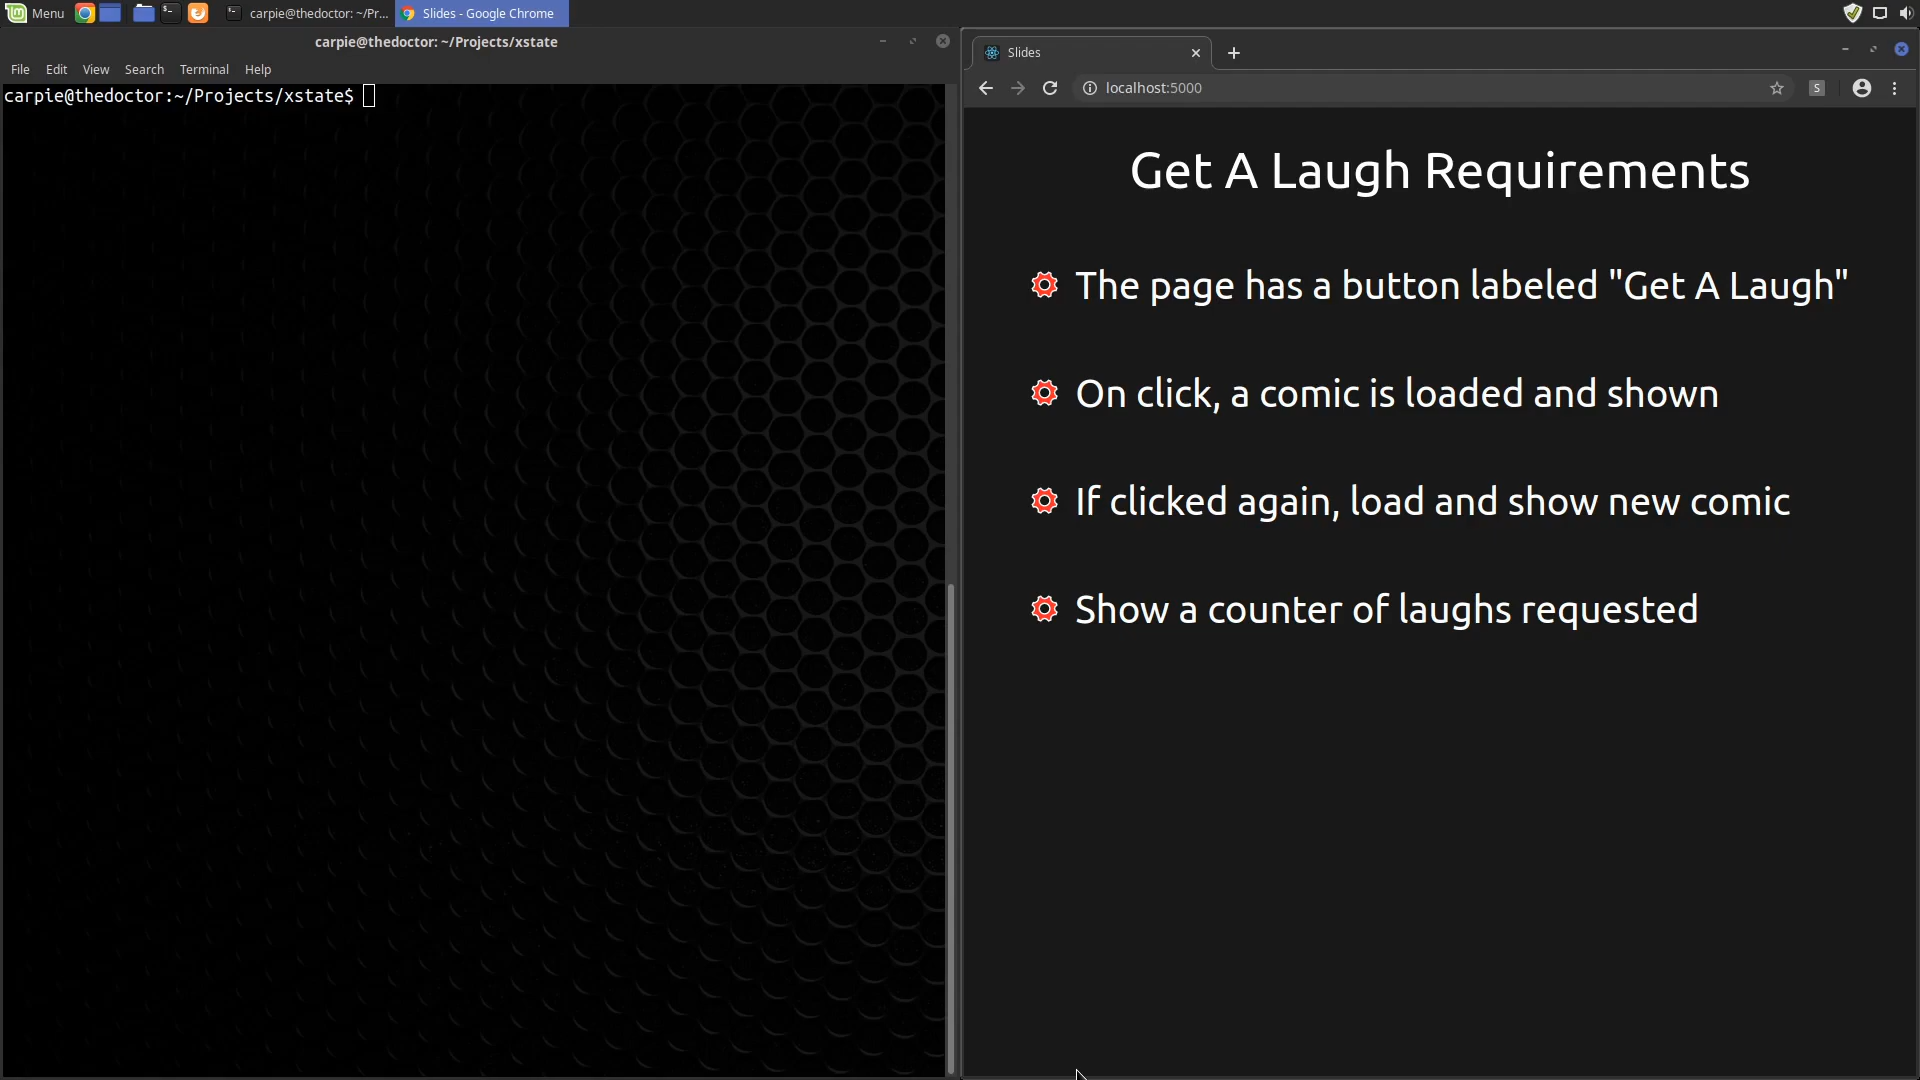 Menu
carpie@thedoctor: ~/Pr...
Slides - Google Chrome
carpie@thedoctor: ~/Projects/xstate
File Edit View Search Terminal Help
carpie@thedoctor:~/Projects/xstate$
Slides
localhost:5000
S
Get A Laugh Requirements
The page has a button labeled "Get A Laugh"
On click, a comic is loaded and shown
If clicked again, load and show new comic
Show a counter of laughs requested